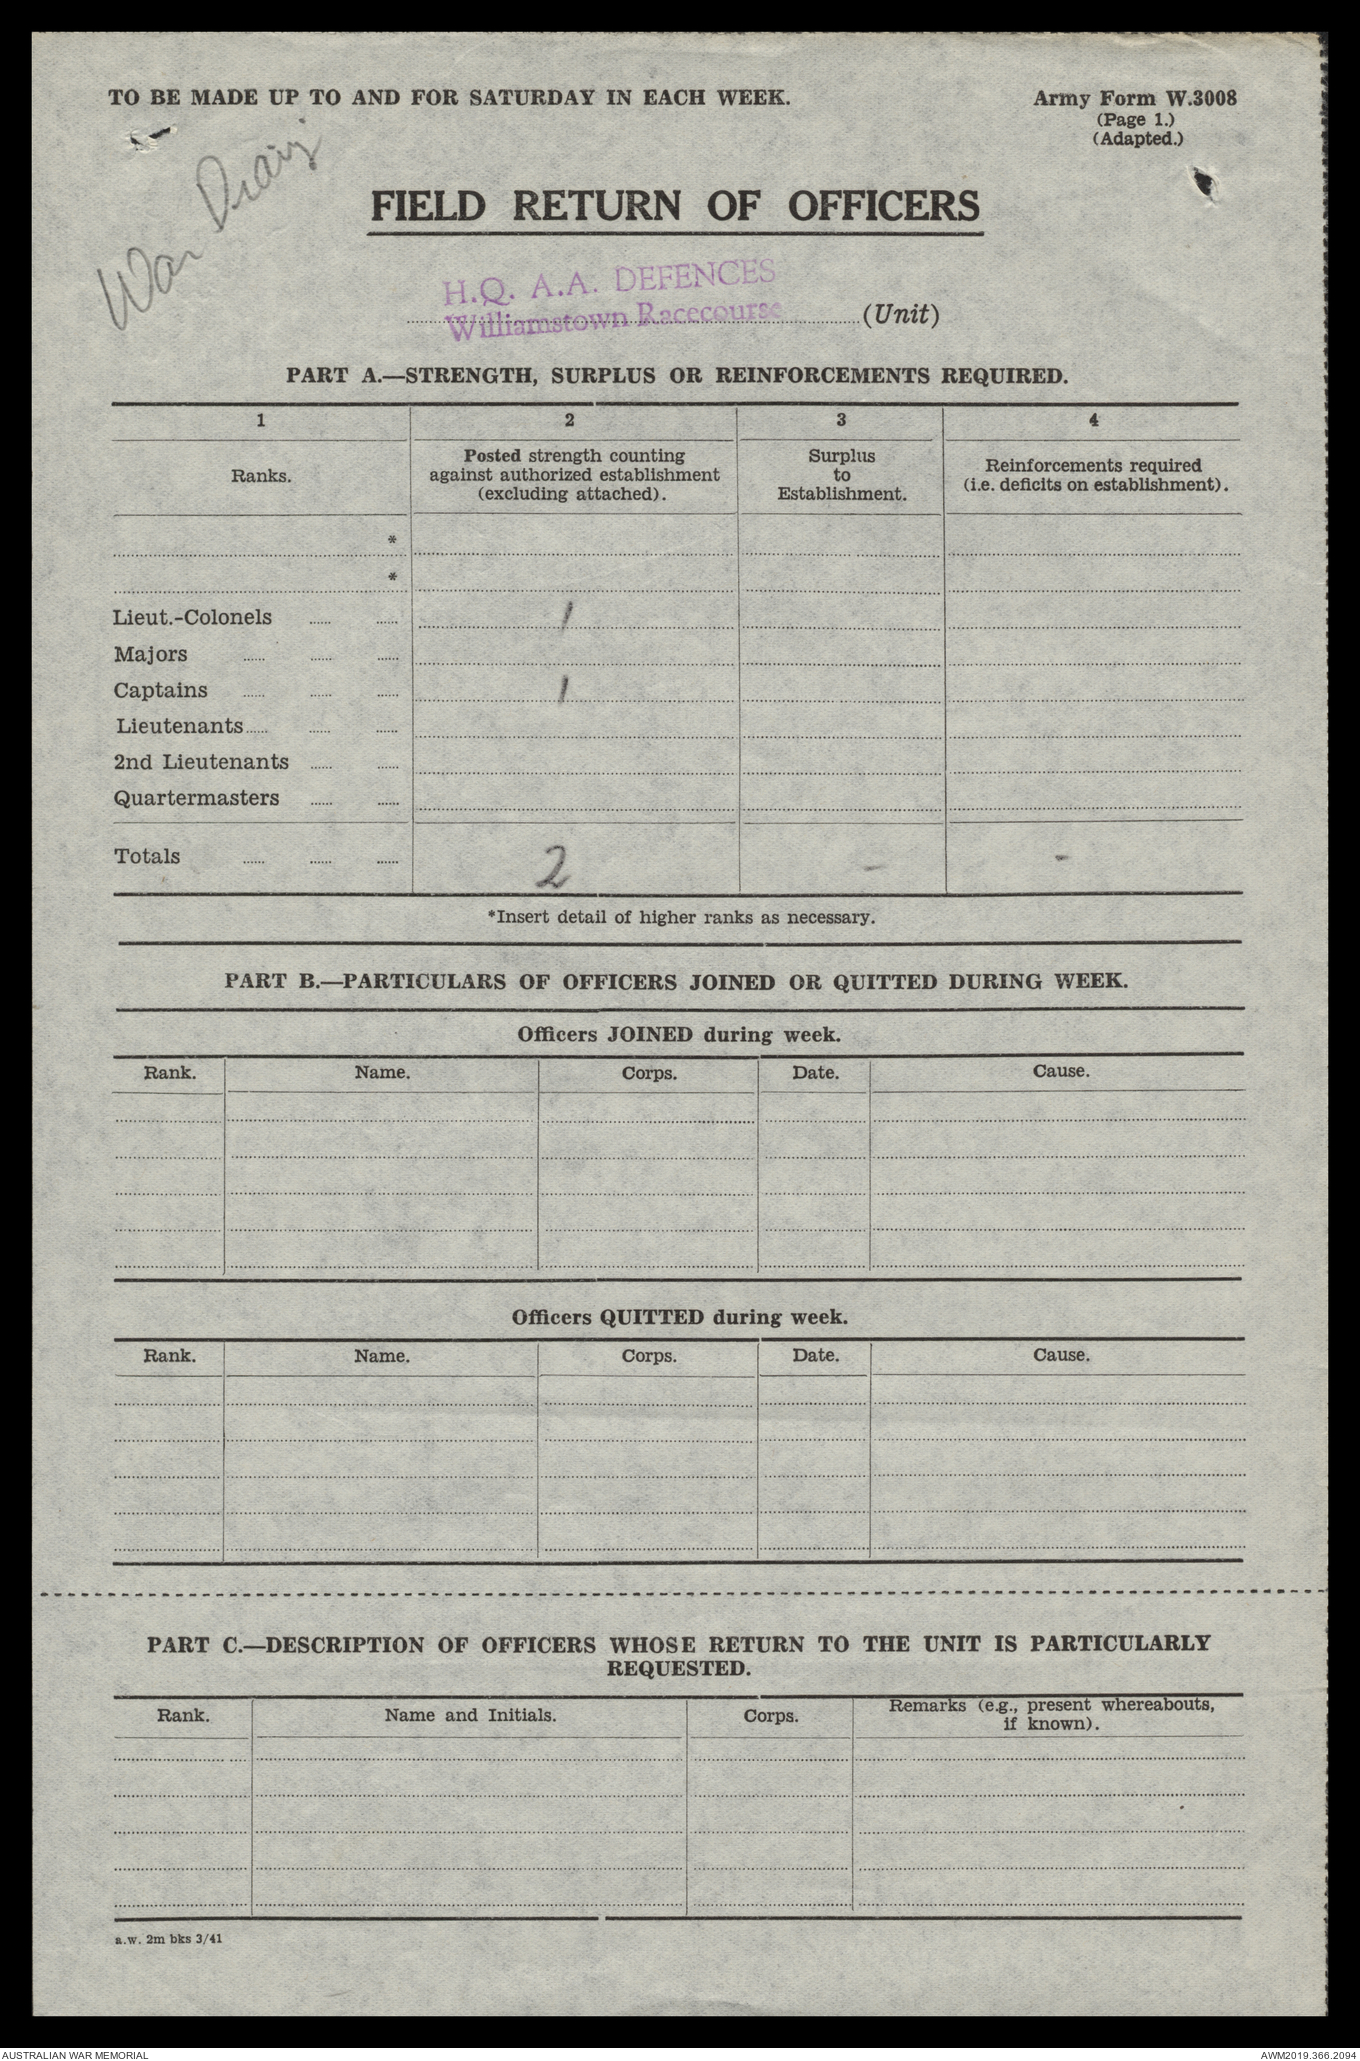 TO BE MADE UP TO AND FOR SATURDAY IN EACH WEEK.
Army Form W.3008
(Page 1.)
(Adapted.)
War Diary
FIELD RETURN OF OFFICERS
H.Q. A.A. DEFENCES
Williamstown Racecourse (Unit)
PART A.—STRENGTH, SURPLUS OR REINFORCEMENTS REQUIRED.
1 2 3 4
Ranks.
Posted strength counting
against authorized establishment
(excluding attached).
Surplus
to
Establishment.
Reinforcements required
(i.e. deficits on establishment).
*
*
Lieut.-Colonels ...... ...... 1
Majors ...... ...... ......
Captains ...... ...... ...... 1
Lieutenants ...... ...... ......
2nd Lieutenants ...... ......
Quartermasters ...... ......
Totals ...... ...... ...... 2 - -
*Insert detail of higher ranks as necessary.
PART B.—PARTICULARS OF OFFICERS JOINED OR QUITTED DURING WEEK.
Officers JOINED during week.
Rank. Name. Corps. Date. Cause.
Officers QUITTED during week.
Rank. Name. Corps. Date. Cause.
PART C.—DESCRIPTION OF OFFICERS WHOSE RETURN TO THE UNIT IS PARTICULARLY
REQUESTED.
Rank. Name and Initials. Corps.
Remarks (e.g., present whereabouts,
if known).
a.w. 2m bks 3/41
AUSTRALIAN WAR MEMORIAL
AWM2019.366.2094